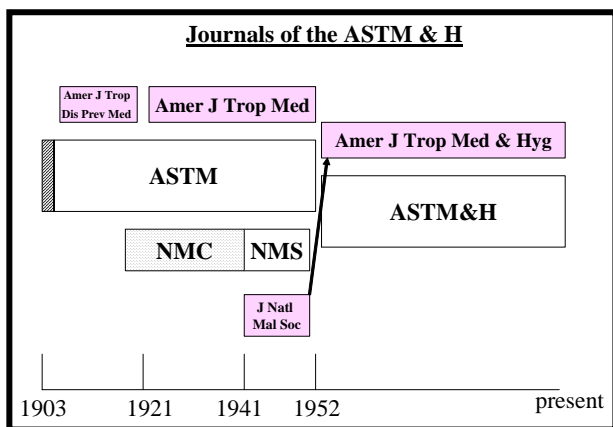 Journals of the ASTM & H
Amer J Trop
Dis Prev Med
Amer J Trop Med
Amer J Trop Med & Hyg
ASTM
ASTM&H
NMC
NMS
J Natl
Mal Soc
1903
1921
1941
1952
present